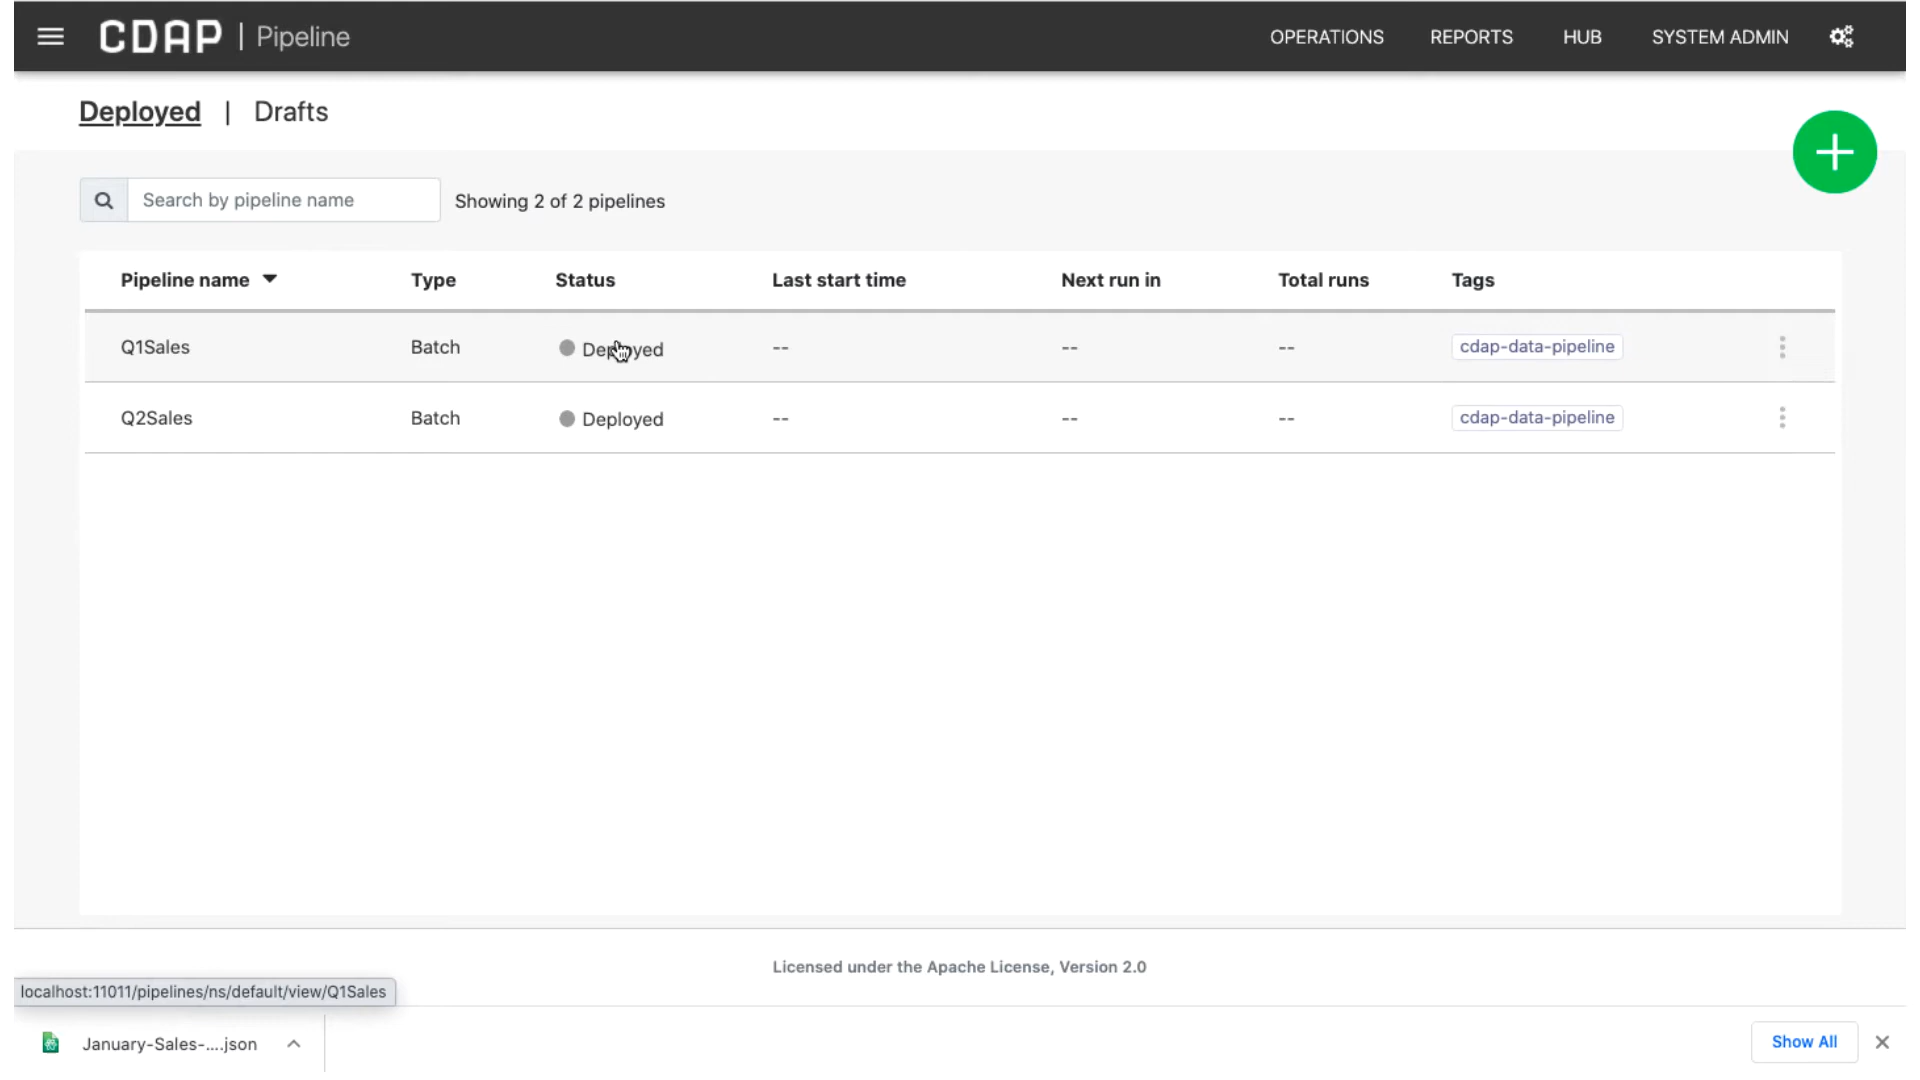 CDAP | Pipeline OPERATIONS REPORTS HUB SYSTEM ADMIN
Deployed | Drafts
Search by pipeline name Showing 2 of 2 pipelines
Pipeline name Type Status Last start time Next run in Total runs Tags
Q1Sales Batch Deployed -- -- -- cdap-data-pipeline
Q2Sales Batch Deployed -- -- -- cdap-data-pipeline
Licensed under the Apache License, Version 2.0
localhost:11011/pipelines/ns/default/view/Q1Sales
January-Sales-....json Show All